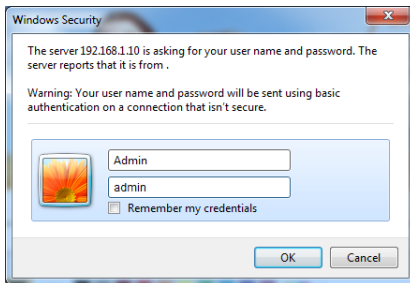 Windows Security
The server 192.168.1.10 is asking for your user name and password. The
server reports that it is from .
Warning: Your user name and password will be sent using basic
authentication on a connection that isn't secure.
Admin
admin
Remember my credentials
OK
Cancel